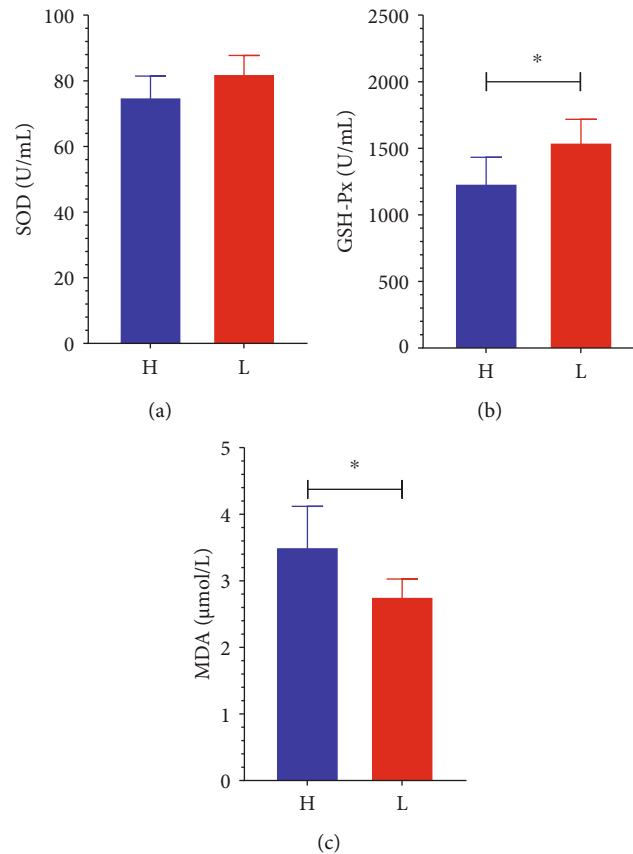 100
80
60
40
20
0
SOD (U/mL)
H
L
(a)
2500
2000
1500
1000
500
0
GSH-Px (U/mL)
*
H
L
(b)
5
4
3
2
1
0
MDA (μmol/L)
*
H
L
(c)